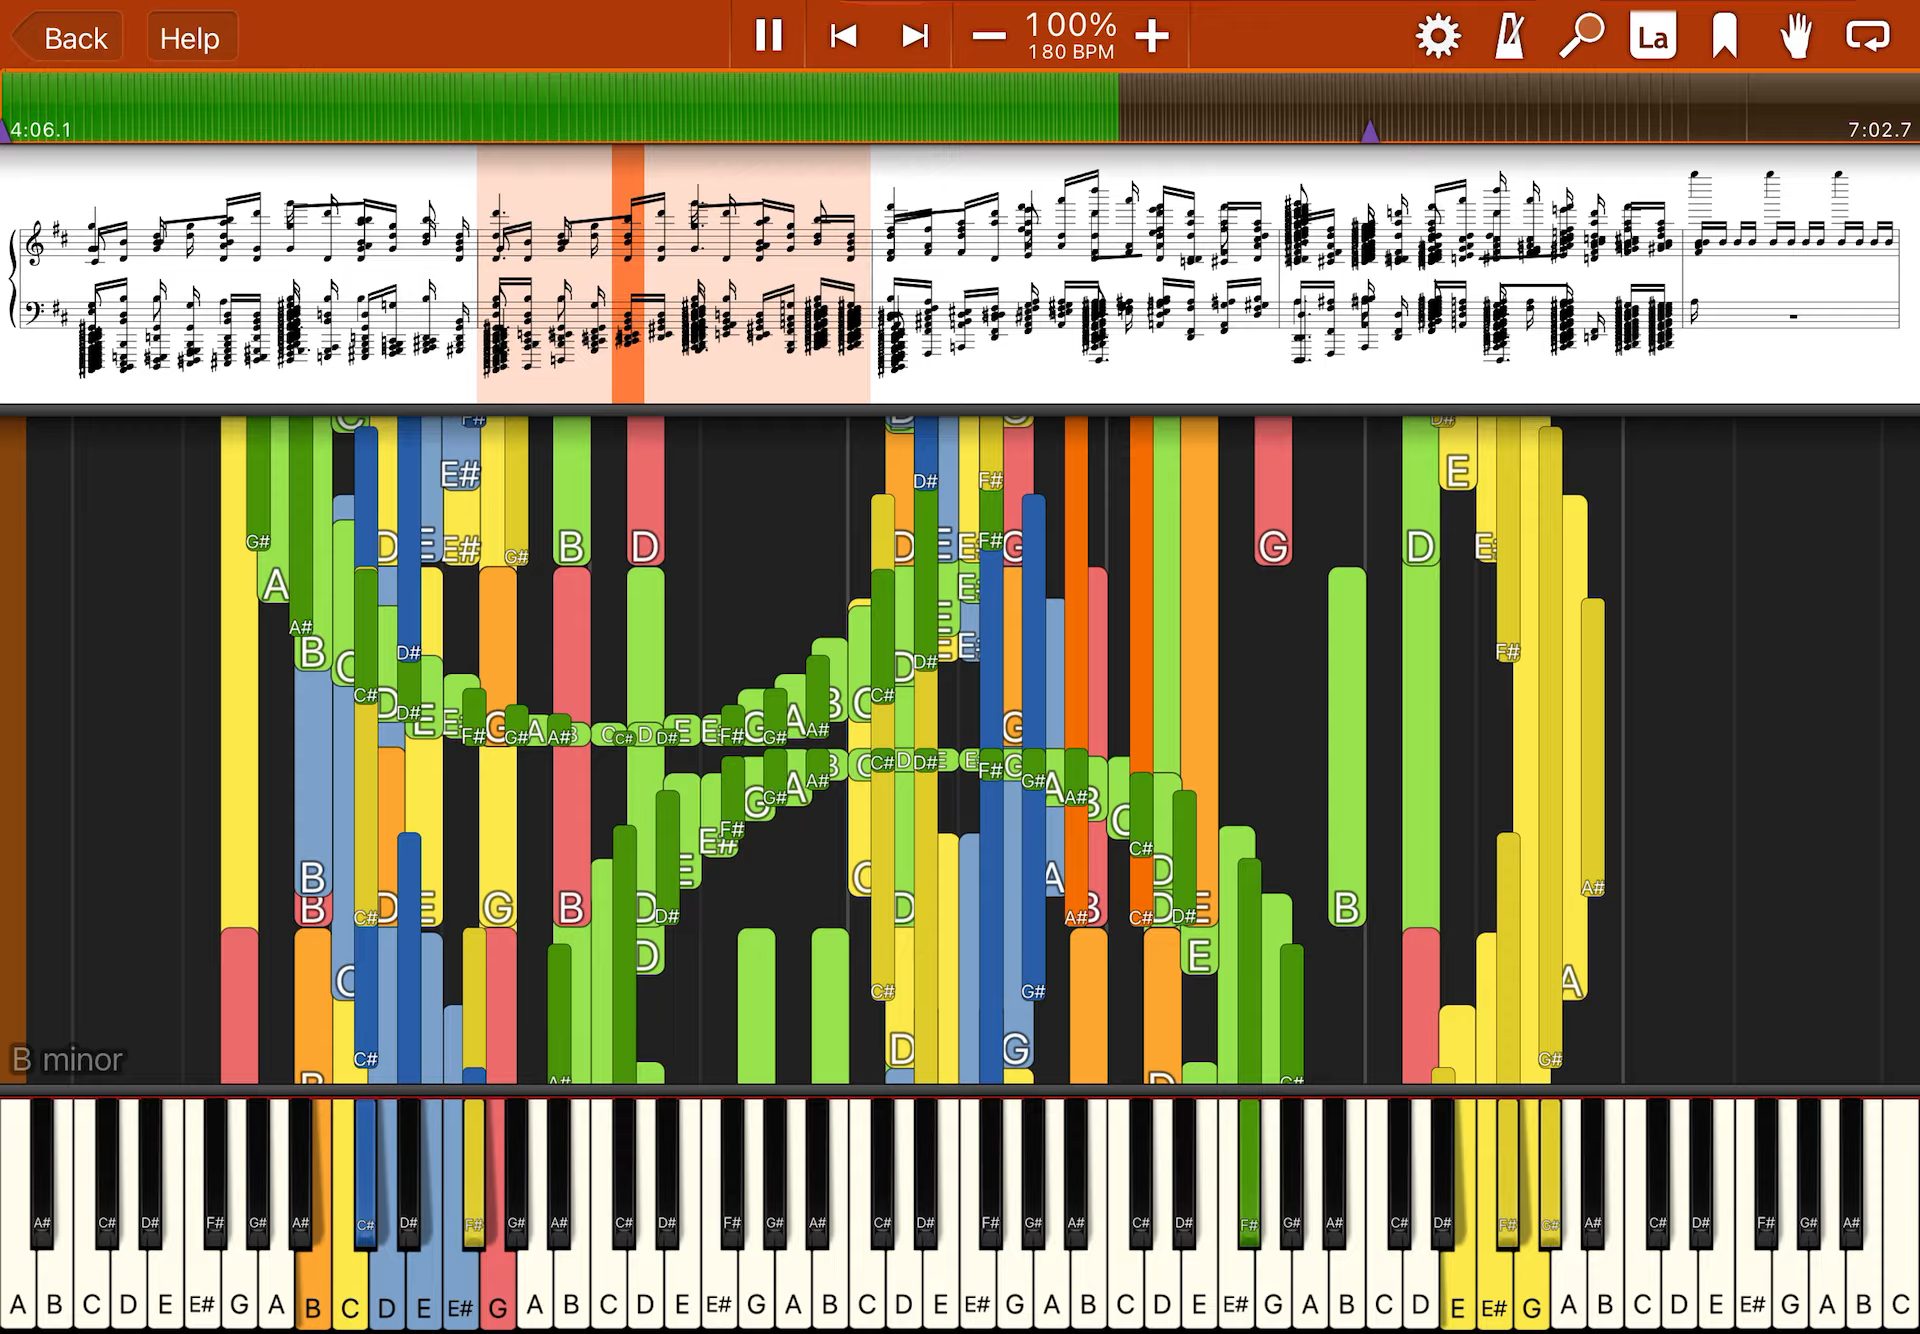 Back Help 100% La
180 BPM
4:06.1 7:02.7
F#
D#
E# D# E
F#
G# D E E# F# G
G# B D D E E G G D E
A
E
A# E
B D# E F#
C D D#
C# C#
D D#
E E F# G G# A A# B C C# D D# E E F# G G# A A# B C G
B C C# D D# E E F# G G# A A# B
G G# A A# C
E# F# C#
E D
B C A A#
B C# D E G B D D# D A# B C# D D# E B
D E
C C# G# A
D G G#
B minor C#
B A# D G#
A# C# D# F# G# A# C# D# F# G# A# C# D# F# G# A# C# D# F# G# A# C# D# F# G# A# C# D# F# G# A# C# D# F# G# A#
A B C D E E# G A B C D E E# G A B C D E E# G A B C D E E# G A B C D E E# G A B C D E E# G A B C D E E# G A B C